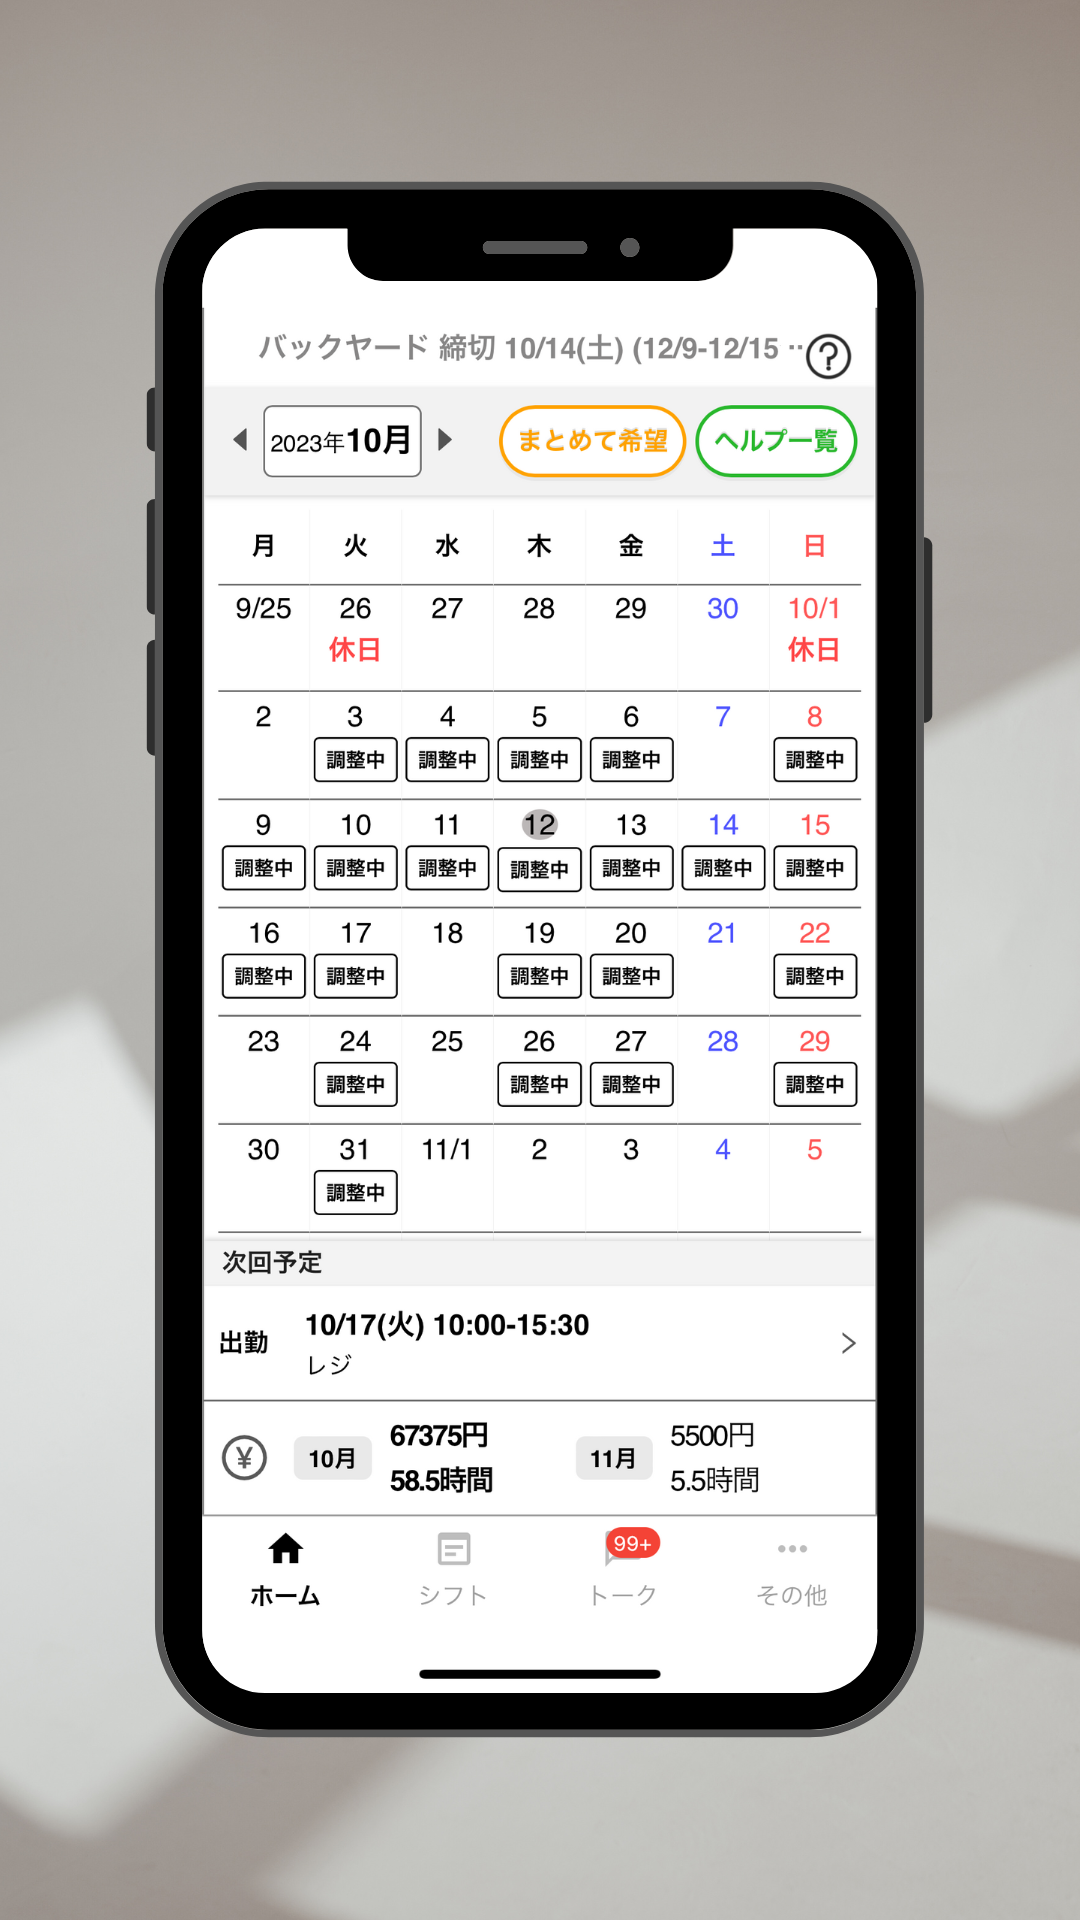 バックヤード 締切 10/14(土) (12/9-12/15 …
?
2023年10月 まとめて希望 ヘルプ一覧
月 火 水 木 金 土 日
9/25 26 27 28 29 30 10/1
休日 休日
2 3 4 5 6 7 8
調整中 調整中 調整中 調整中 調整中
9 10 11 12 13 14 15
調整中 調整中 調整中 調整中 調整中 調整中 調整中
16 17 18 19 20 21 22
調整中 調整中 調整中 調整中 調整中
23 24 25 26 27 28 29
調整中 調整中 調整中 調整中
30 31 11/1 2 3 4 5
調整中
次回予定
出勤 10/17(火) 10:00-15:30
レジ
¥ 10月 67375円 58.5時間 11月 5500円 5.5時間
99+
ホーム シフト トーク その他